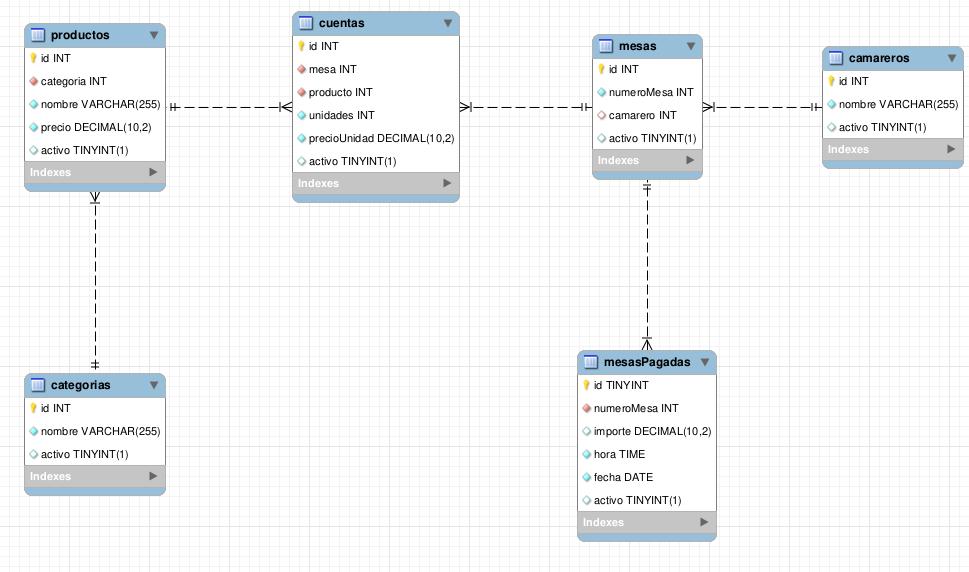 productos
id INT
categoria INT
nombre VARCHAR(255)
precio DECIMAL(10,2)
activo TINYINT(1)
Indexes
cuentas
id INT
mesa INT
producto INT
unidades INT
precioUnidad DECIMAL(10,2)
activo TINYINT(1)
Indexes
mesas
id INT
numeroMesa INT
camarero INT
activo TINYINT(1)
Indexes
camareros
id INT
nombre VARCHAR(255)
activo TINYINT(1)
Indexes
categorias
id INT
nombre VARCHAR(255)
activo TINYINT(1)
Indexes
mesasPagadas
id TINYINT
numeroMesa INT
importe DECIMAL(10,2)
hora TIME
fecha DATE
activo TINYINT(1)
Indexes